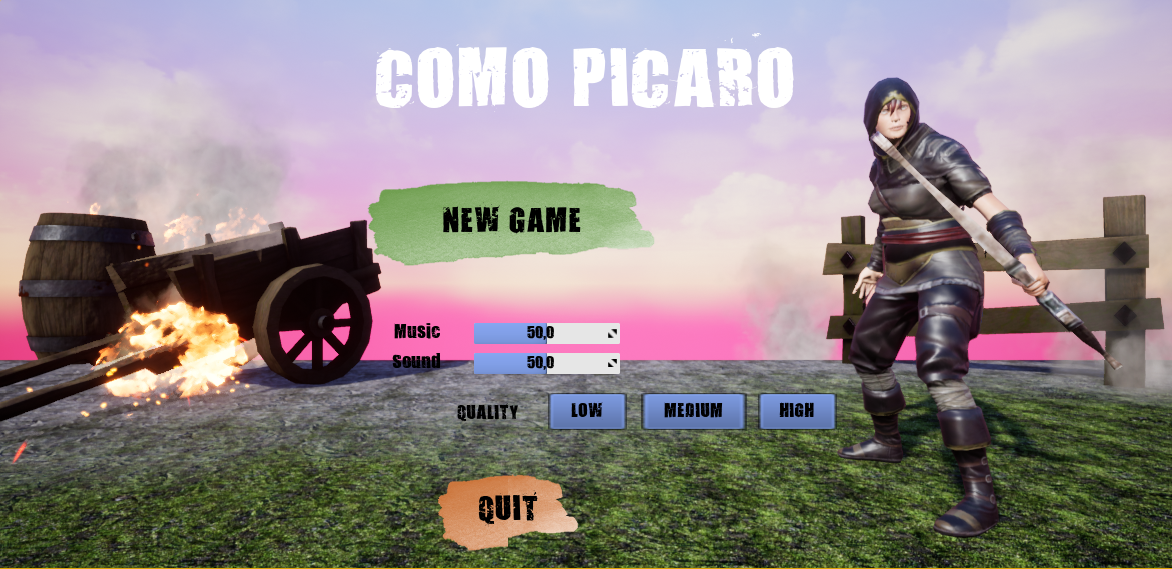 COMO PICARO
NEW GAME
Music 50,0
Sound 50,0
QUALITY LOW MEDIUM HIGH
QUIT